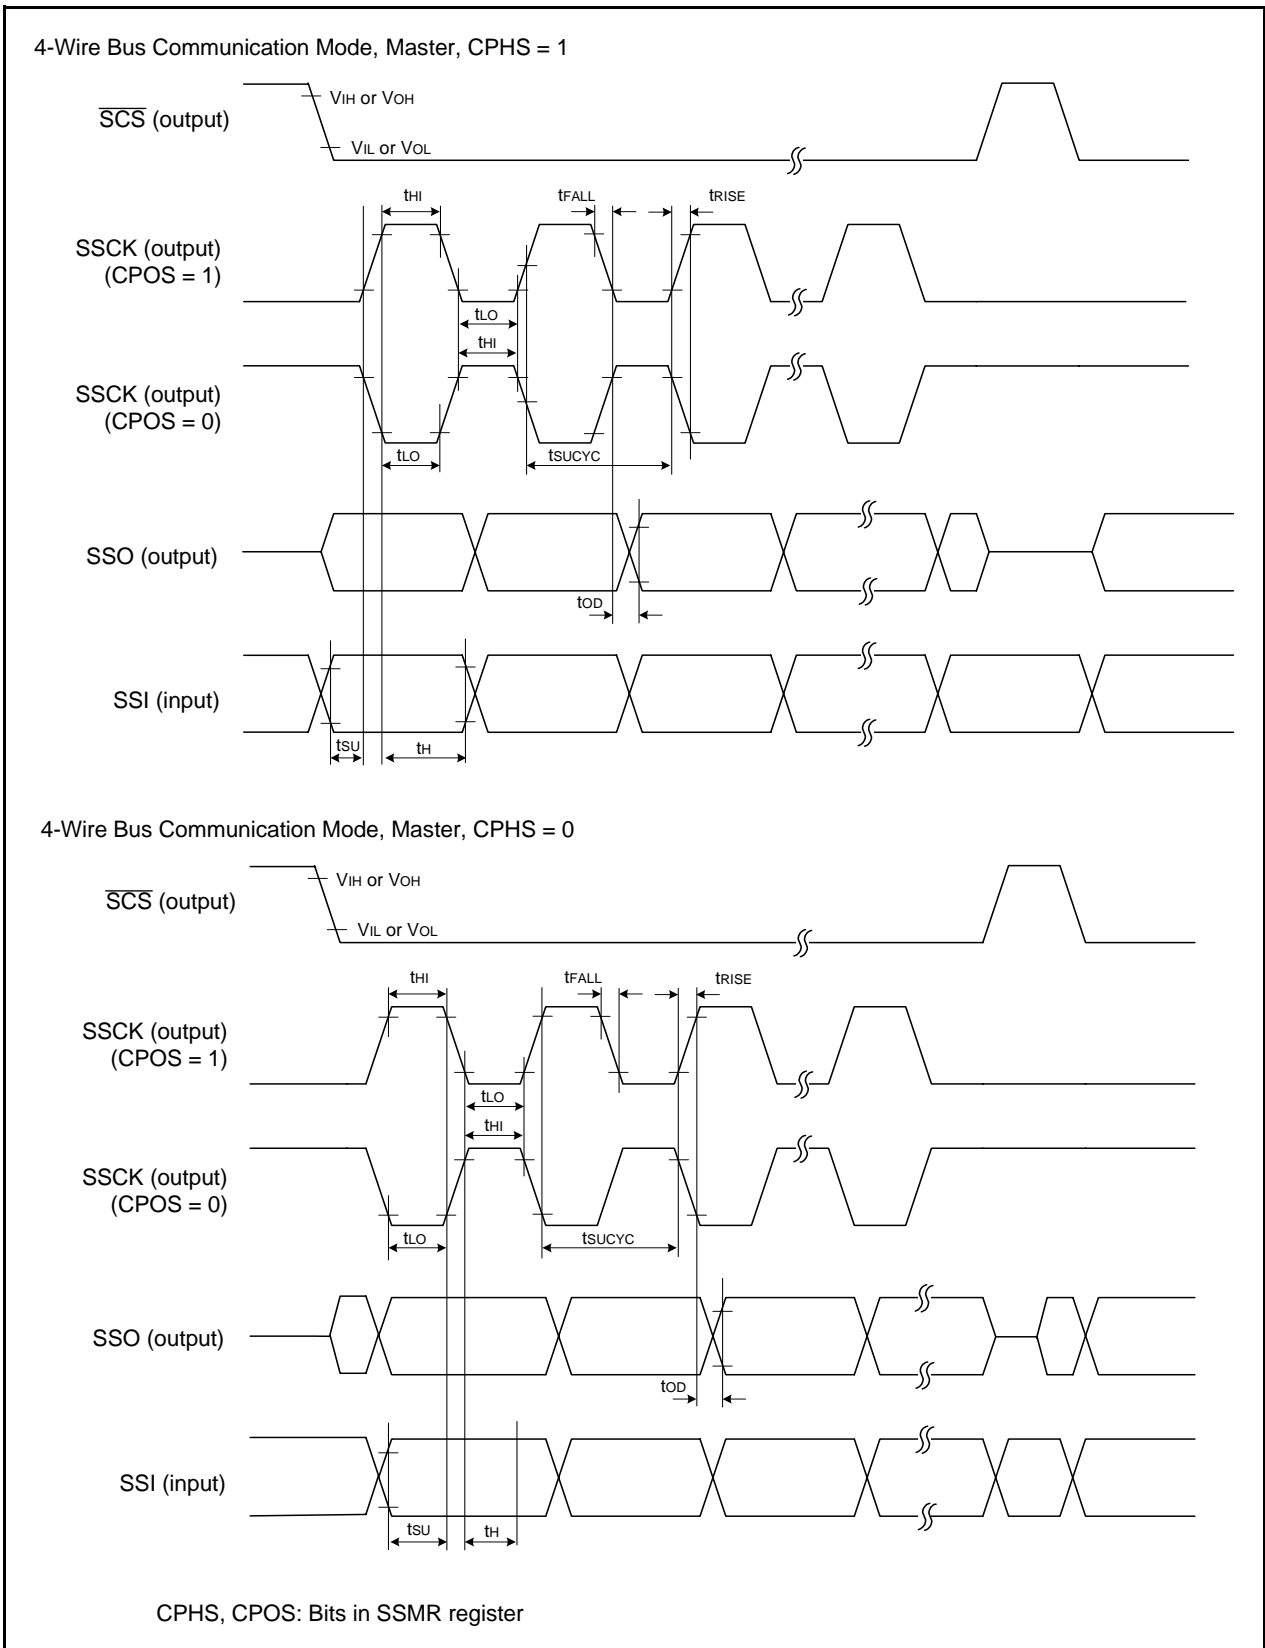 4-Wire Bus Communication Mode, Master, CPHS = 1
VIH or VOH
SCS (output)
VIL or VOL
tHI
tFALL
tRISE
SSCK (output)
(CPOS = 1)
tLO
tHI
SSCK (output)
(CPOS = 0)
tLO
tSUCYC
SSO (output)
tOD
SSI (input)
tSU
tH
4-Wire Bus Communication Mode, Master, CPHS = 0
VIH or VOH
SCS (output)
VIL or VOL
tHI
tFALL
tRISE
SSCK (output)
(CPOS = 1)
tLO
tHI
SSCK (output)
(CPOS = 0)
tLO
tSUCYC
SSO (output)
tOD
SSI (input)
tSU
tH
CPHS, CPOS: Bits in SSMR register